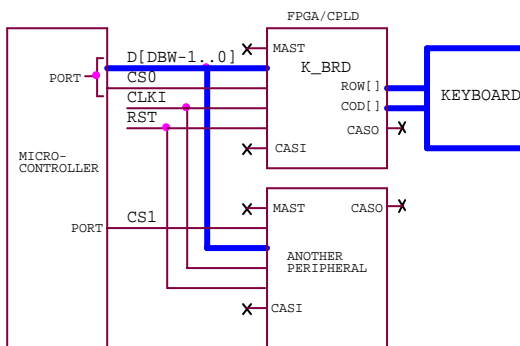 FPGA/CPLD
D[DBW-1..0]
MAST
K_BRD
PORT
CS0
ROW[]
KEYBOARD
CLKI
COD[]
RST
CASO
CASI
MICRO-
CONTROLLER
MAST
CASO
PORT
CS1
ANOTHER
PERIPHERAL
CASI